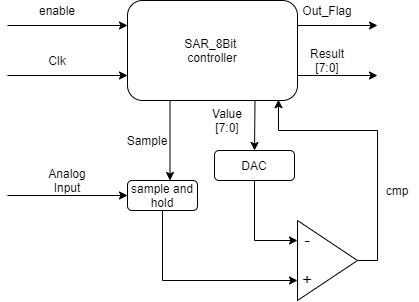 enable
Out_Flag
SAR_8Bit
controller
Clk
Result
[7:0]
Sample
Value
[7:0]
DAC
Analog
Input
sample and
hold
cmp
-
+